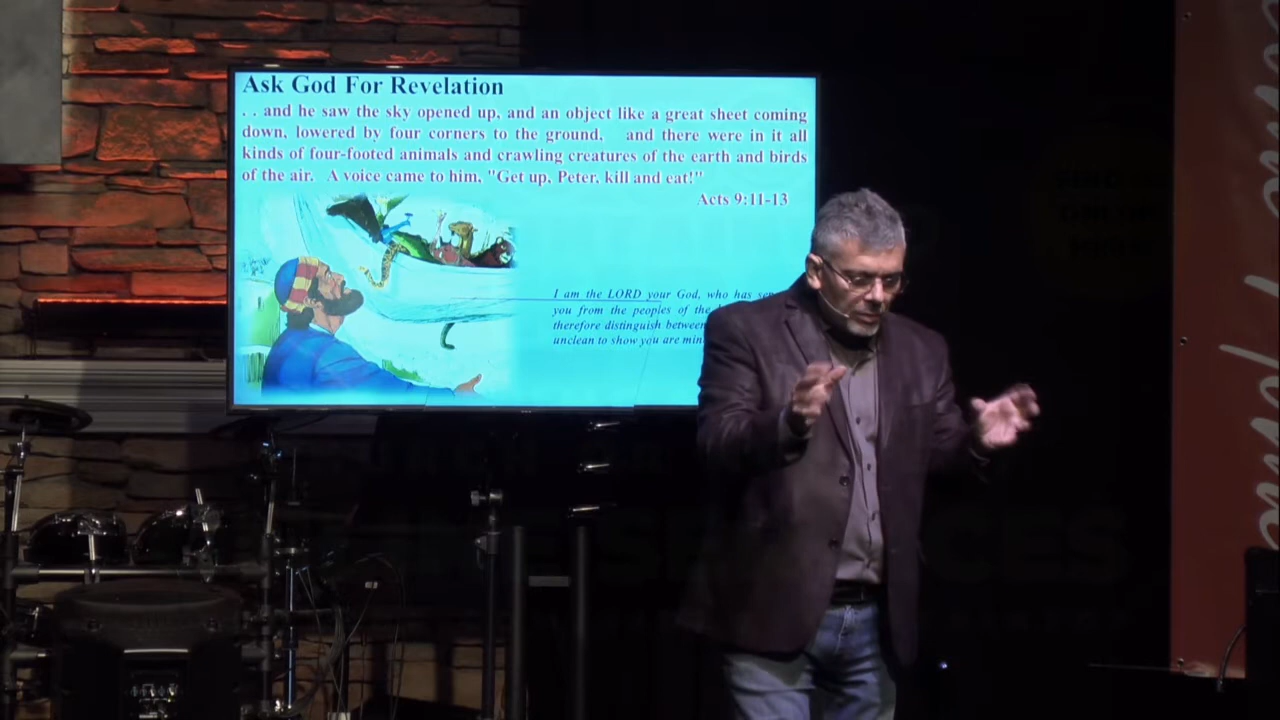 Ask God For Revelation
. . and he saw the sky opened up, and an object like a great sheet coming
down, lowered by four corners to the ground, and there were in it all
kinds of four-footed animals and crawling creatures of the earth and birds
of the air. A voice came to him, "Get up, Peter, kill and eat!"
Acts 9:11-13
I am the LORD your God, who has
you from the peoples of the
therefore distinguish between
unclean to show you are